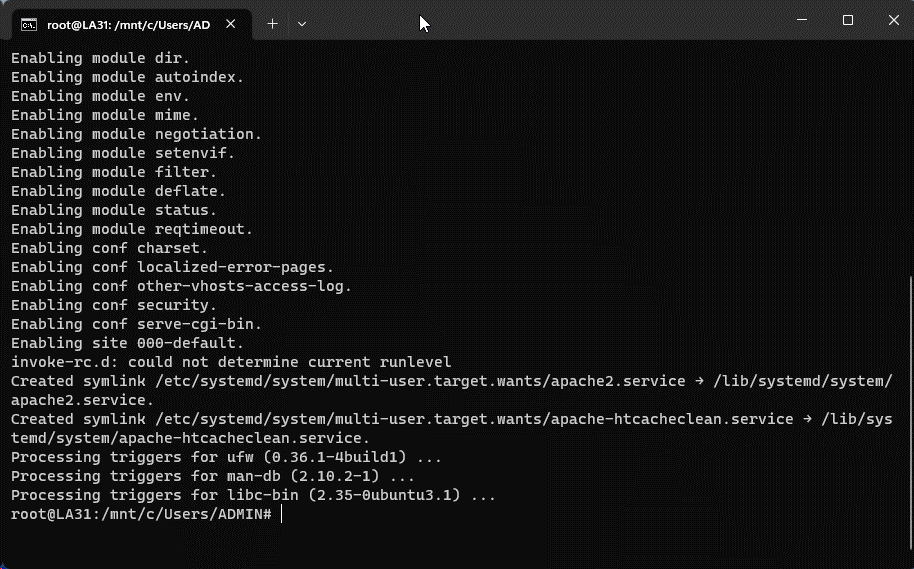 root@LA31: /mnt/c/Users/AD
Enabling module dir.
Enabling module autoindex.
Enabling module env.
Enabling module mime.
Enabling module negotiation.
Enabling module setenvif.
Enabling module filter.
Enabling module deflate.
Enabling module status.
Enabling module reqtimeout.
Enabling conf charset.
Enabling conf localized-error-pages.
Enabling conf other-vhosts-access-log.
Enabling conf security.
Enabling conf serve-cgi-bin.
Enabling site 000-default.
invoke-rc.d: could not determine current runlevel
Created symlink /etc/systemd/system/multi-user.target.wants/apache2.service → /lib/systemd/system/
apache2.service.
Created symlink /etc/systemd/system/multi-user.target.wants/apache-htcacheclean.service → /lib/sys
temd/system/apache-htcacheclean.service.
Processing triggers for ufw (0.36.1-4build1) ...
Processing triggers for man-db (2.10.2-1) ...
Processing triggers for libc-bin (2.35-0ubuntu3.1) ...
root@LA31:/mnt/c/Users/ADMIN#